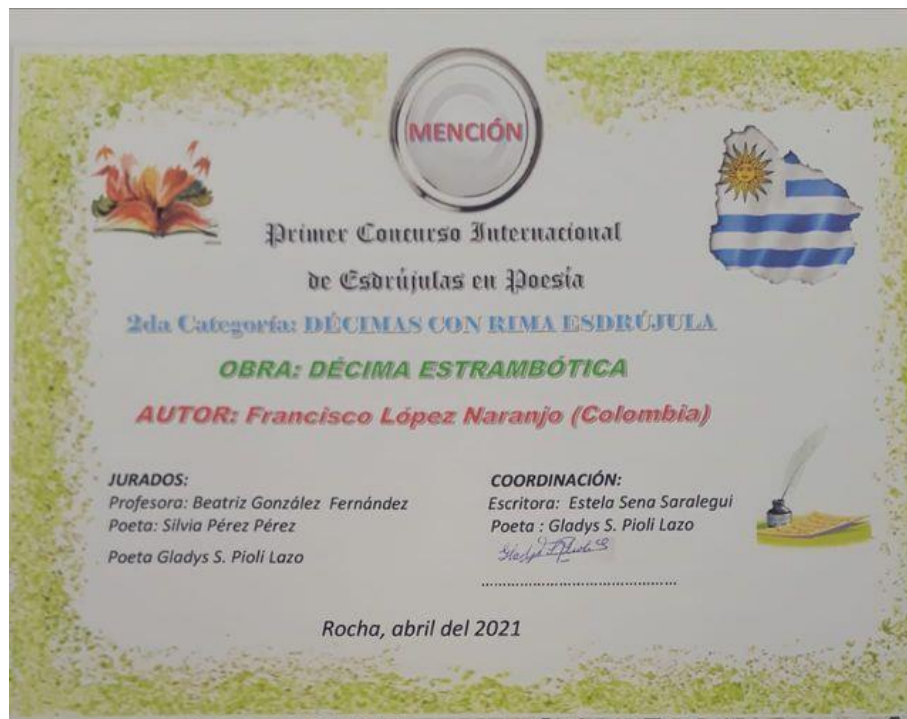 MENCIÓN
Primer Concurso Internacional
de Esdrújulas en Poesía
2da Categoría: DÉCIMAS CON RIMA ESDRÚJULA
OBRA: DÉCIMA ESTRAMBÓTICA
AUTOR: Francisco López Naranjo (Colombia)
JURADOS:
Profesora: Beatriz González Fernández
Poeta: Silvia Pérez Pérez
Poeta Gladys S. Pioli Lazo
COORDINACIÓN:
Escritora: Estela Sena Saralegui
Poeta : Gladys S. Pioli Lazo
Rocha, abril del 2021